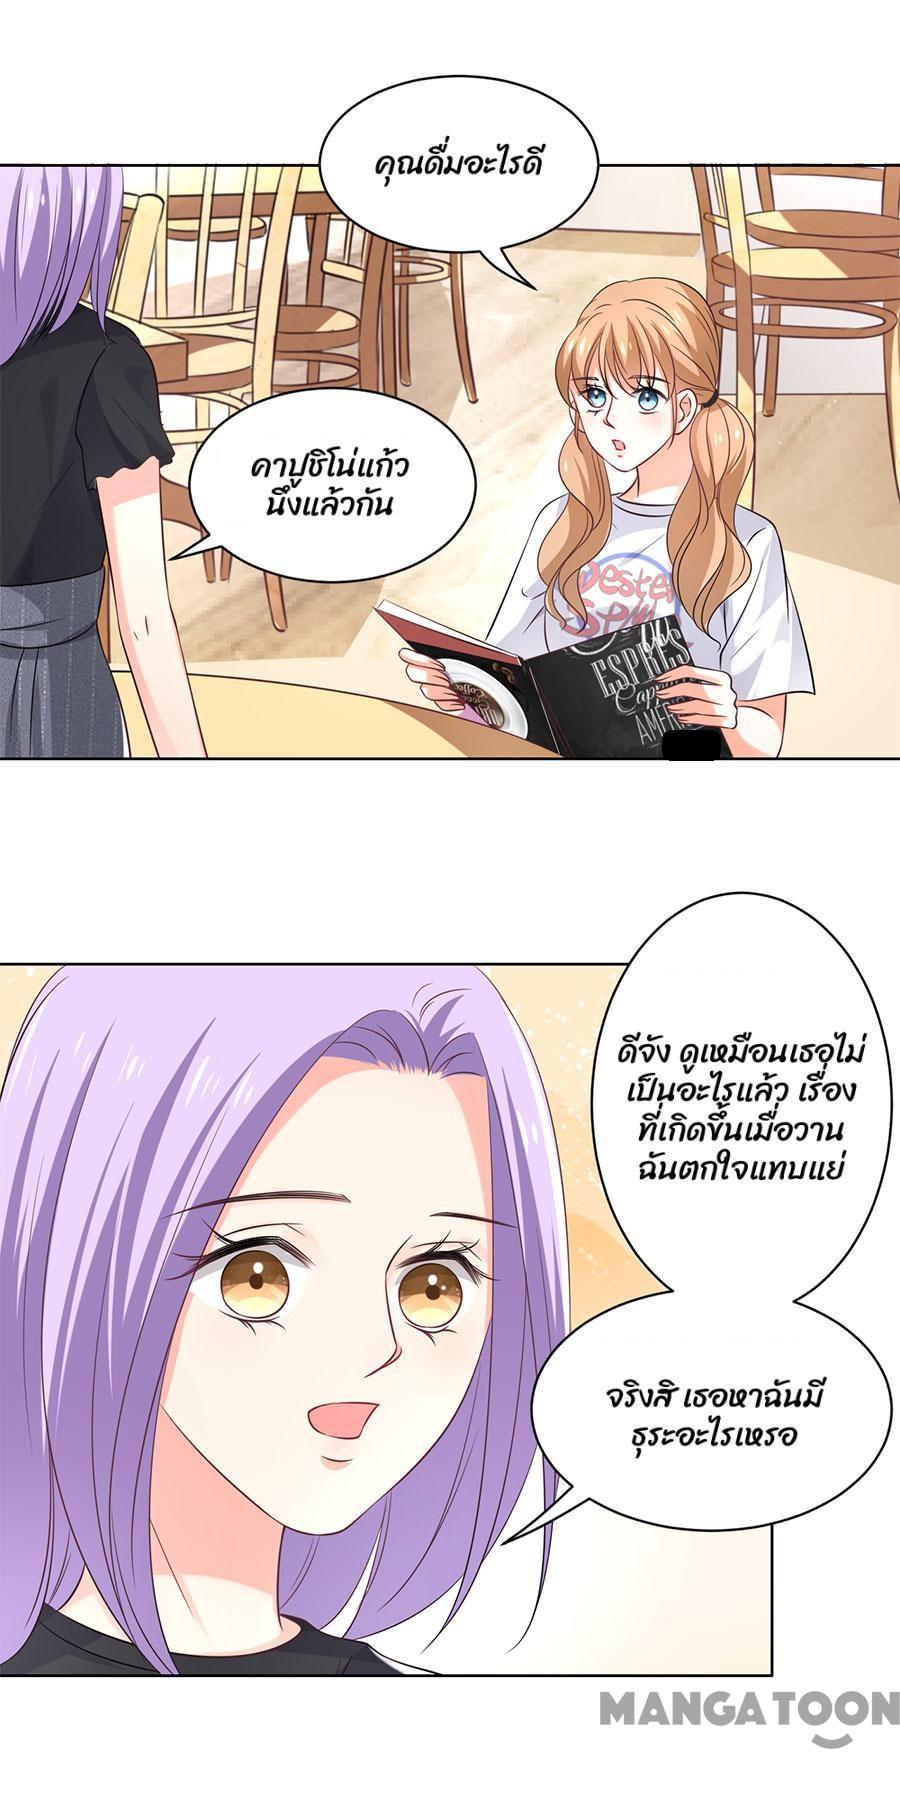 คุณดื่มอะไรดี
คาปูชิโน่แก้ว
นึงแล้วกัน
Dester
SPM
Coffee
ESPRES
Cap
AMER
ดีจัง ดูเหมือนเธอไม่
เป็นอะไรแล้ว เรื่อง
ที่เกิดขึ้นเมื่อวาน
ฉันตกใจแทบแย่
จริงสิ เธอหาฉันมี
ธุระอะไรเหรอ
MANGATOON